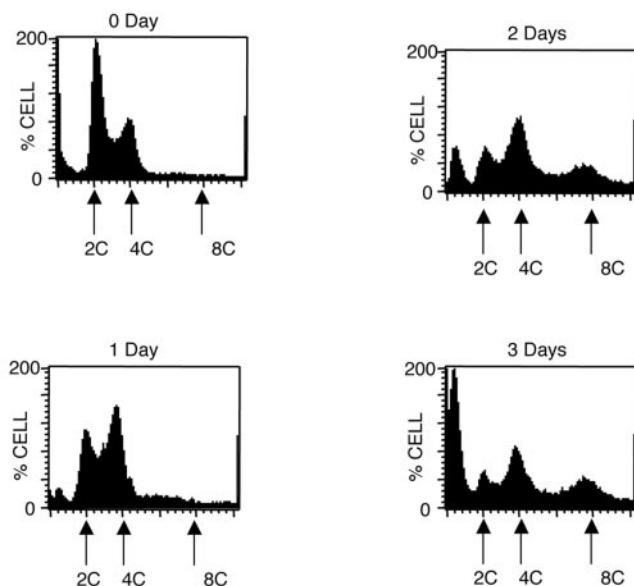 0 Day
200
% CELL
0
2C 4C 8C
2 Days
200
% CELL
0
2C 4C 8C
1 Day
200
% CELL
0
2C 4C 8C
3 Days
200
% CELL
0
2C 4C 8C